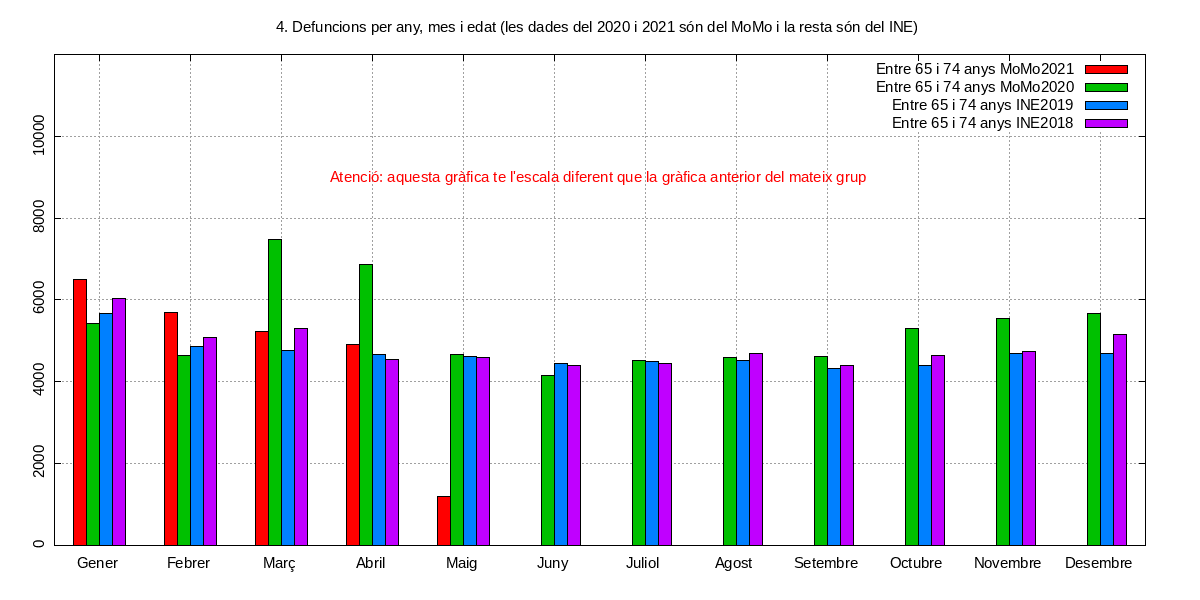 4. Defuncions per any, mes i edat (les dades del 2020 i 2021 són del MoMo i la resta són del INE)
Entre 65 i 74 anys MoMo2021
Entre 65 i 74 anys MoMo2020
Entre 65 i 74 anys INE2019
Entre 65 i 74 anys INE2018
Atenció: aquesta gràfica te l'escala diferent que la gràfica anterior del mateix grup
10000
8000
6000
4000
2000
0
Gener Febrer Març Abril Maig Juny Juliol Agost Setembre Octubre Novembre Desembre